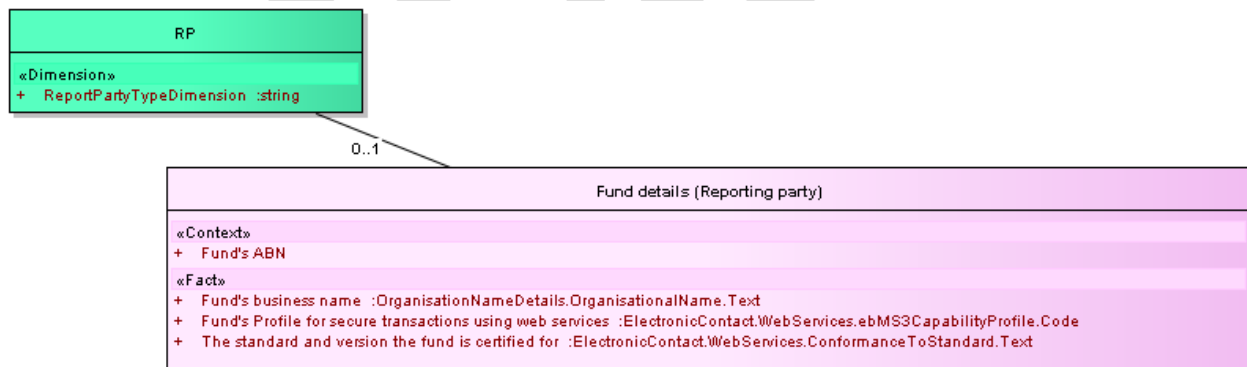 RP
«Dimension»
+ ReportPartyTypeDimension :string
0..1
Fund details (Reporting party)
«Context»
+ Fund's ABN
«Fact»
+ Fund's business name :OrganisationNameDetails.OrganisationalName.Text
+ Fund's Profile for secure transactions using web services :ElectronicContact.WebServices.ebMS3CapabilityProfile.Code
+ The standard and version the fund is certified for :ElectronicContact.WebServices.ConformanceToStandard.Text